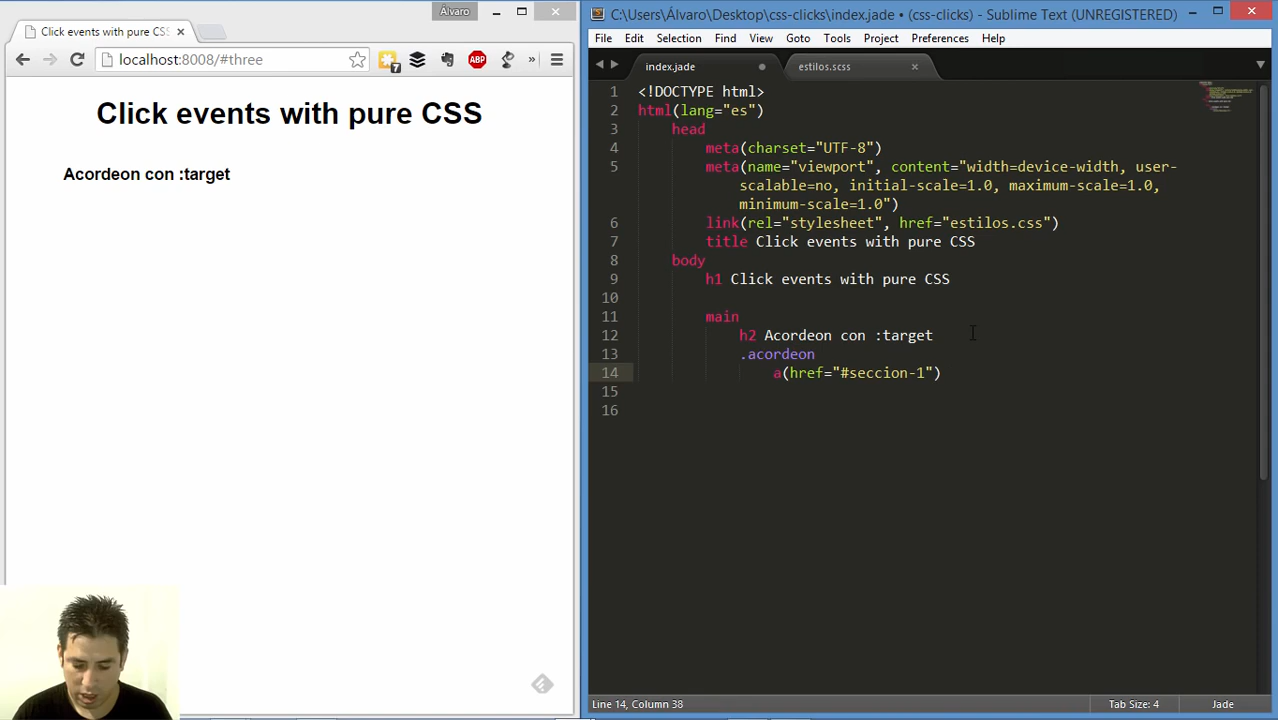 Álvaro
Click events with pure CSS
localhost:8008/#three
7
ABP
»
Click events with pure CSS
Acordeon con :target
C:\Users\Álvaro\Desktop\css-clicks\index.jade • (css-clicks) - Sublime Text (UNREGISTERED)
File Edit Selection Find View Goto Tools Project Preferences Help
index.jade estilos.scss
1 <!DOCTYPE html>
2 html(lang="es")
3 head
4 meta(charset="UTF-8")
5 meta(name="viewport", content="width=device-width, user-
scalable=no, initial-scale=1.0, maximum-scale=1.0,
minimum-scale=1.0")
6 link(rel="stylesheet", href="estilos.css")
7 title Click events with pure CSS
8 body
9 h1 Click events with pure CSS
10
11 main
12 h2 Acordeon con :target
13 .acordeon
14 a(href="#seccion-1")
15
16
Line 14, Column 38 Tab Size: 4 Jade